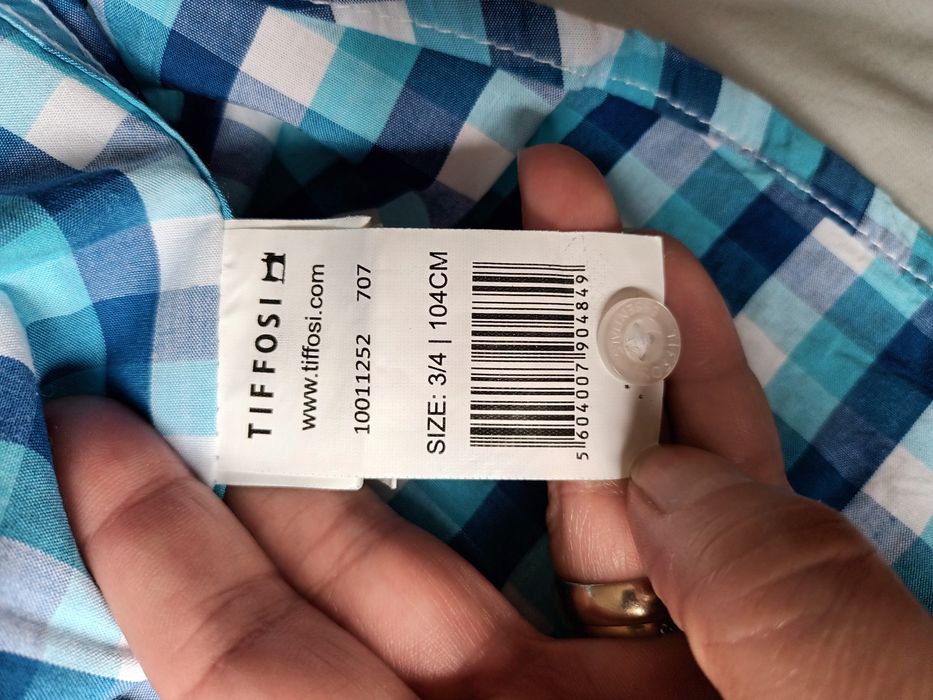 TIFFOSI
www.tiffosi.com
10011252 707
SIZE: 3/4 | 104CM
5604007904849